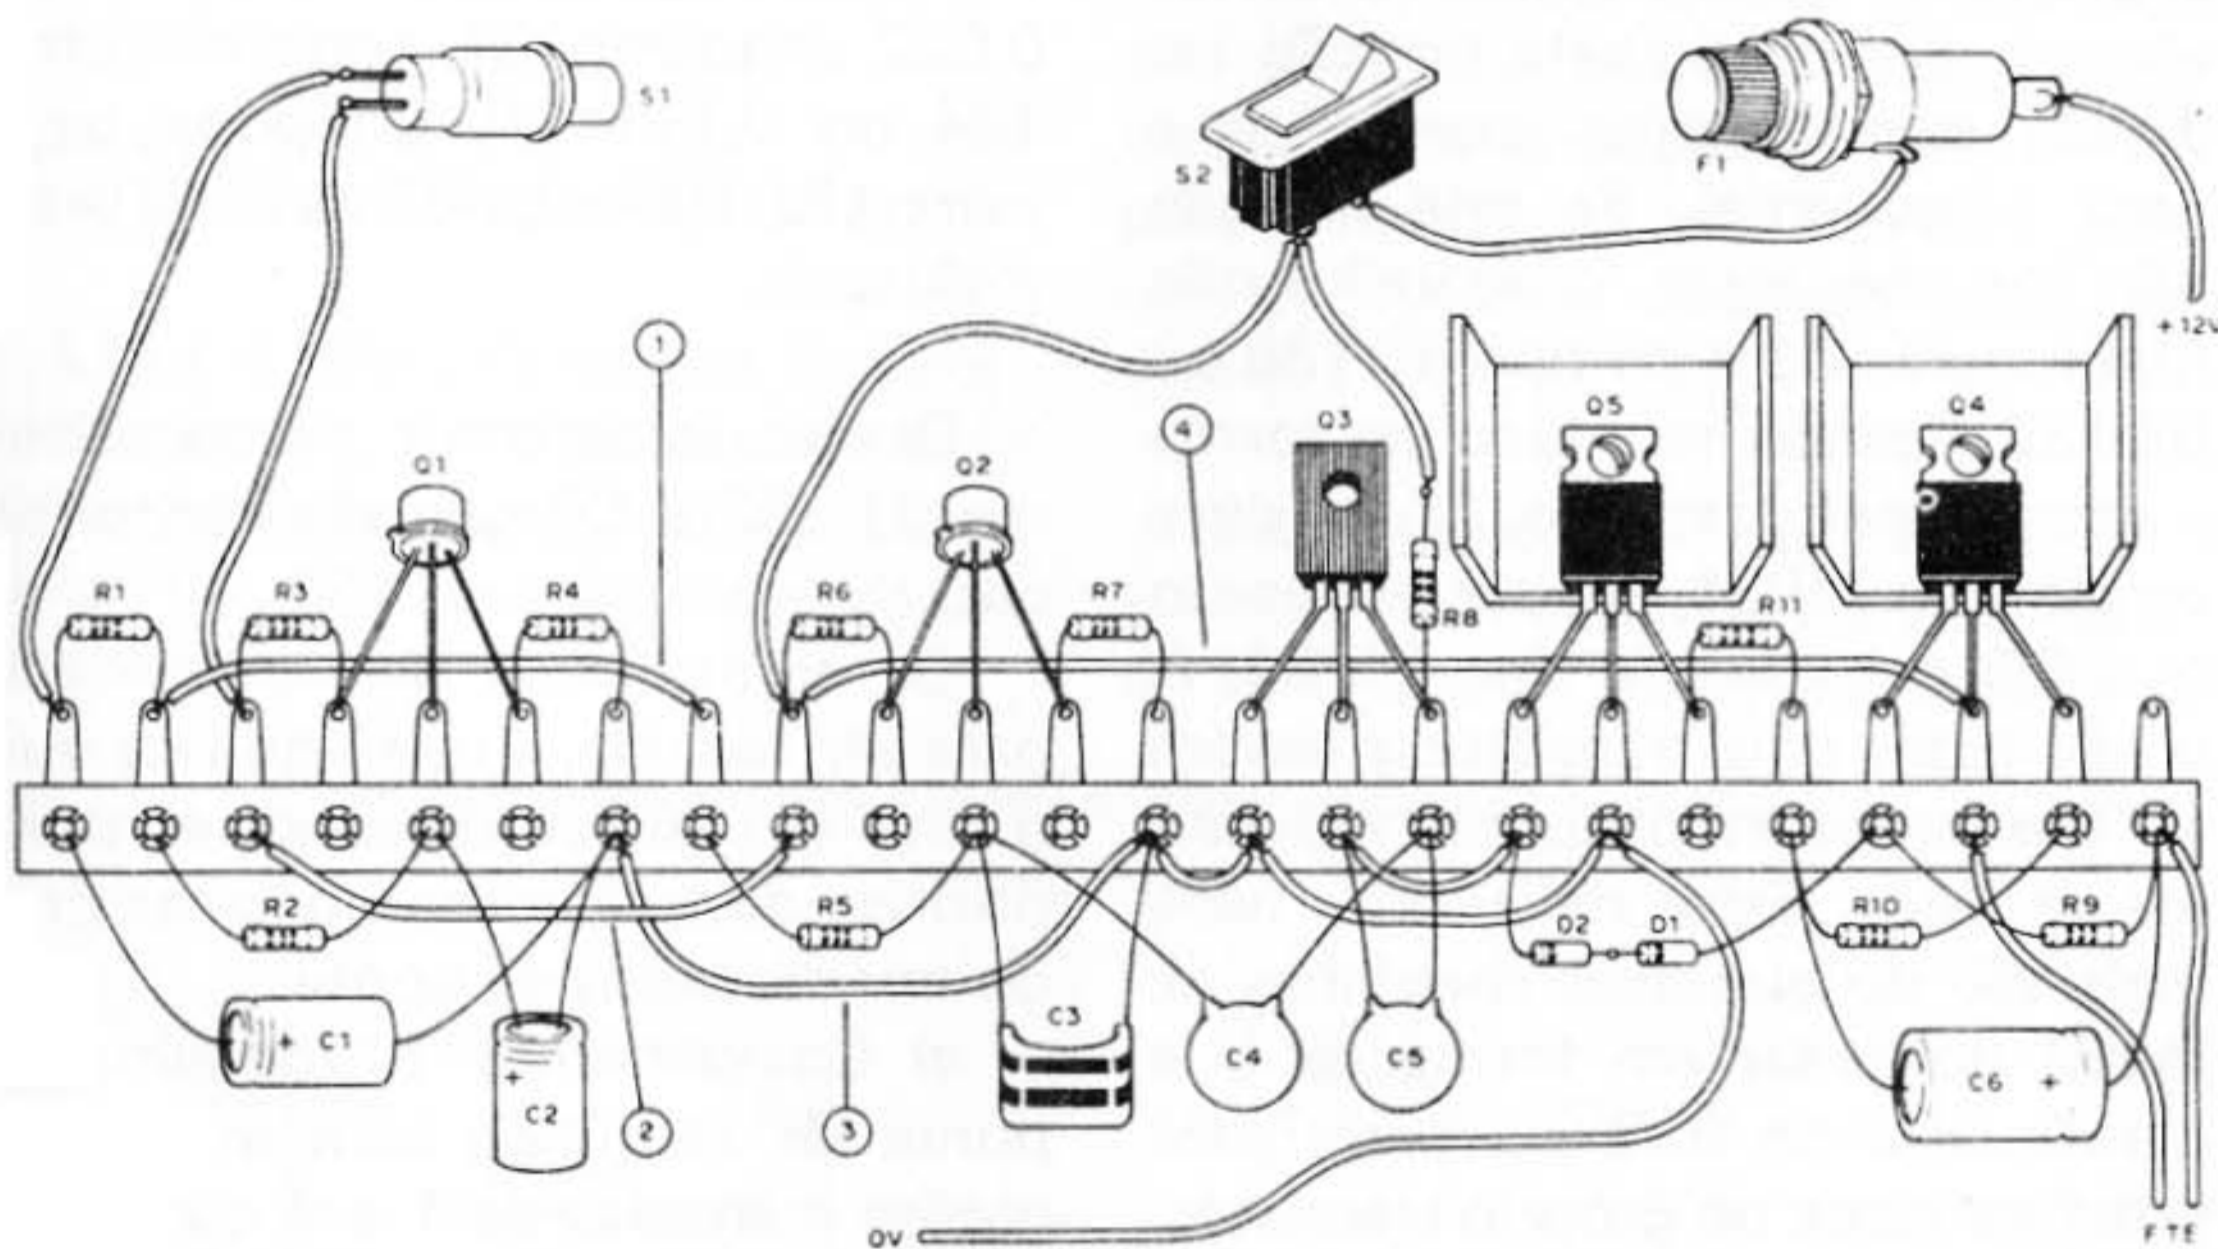 S1
S2
F1
+12V
1
4
Q3
Q5
Q4
Q1
Q2
R1
R3
R4
R6
R7
R8
R11
R2
R5
D2
D1
R10
R9
C1
C2
C3
C4
C5
C6
+
+
+
2
3
0V
FTE